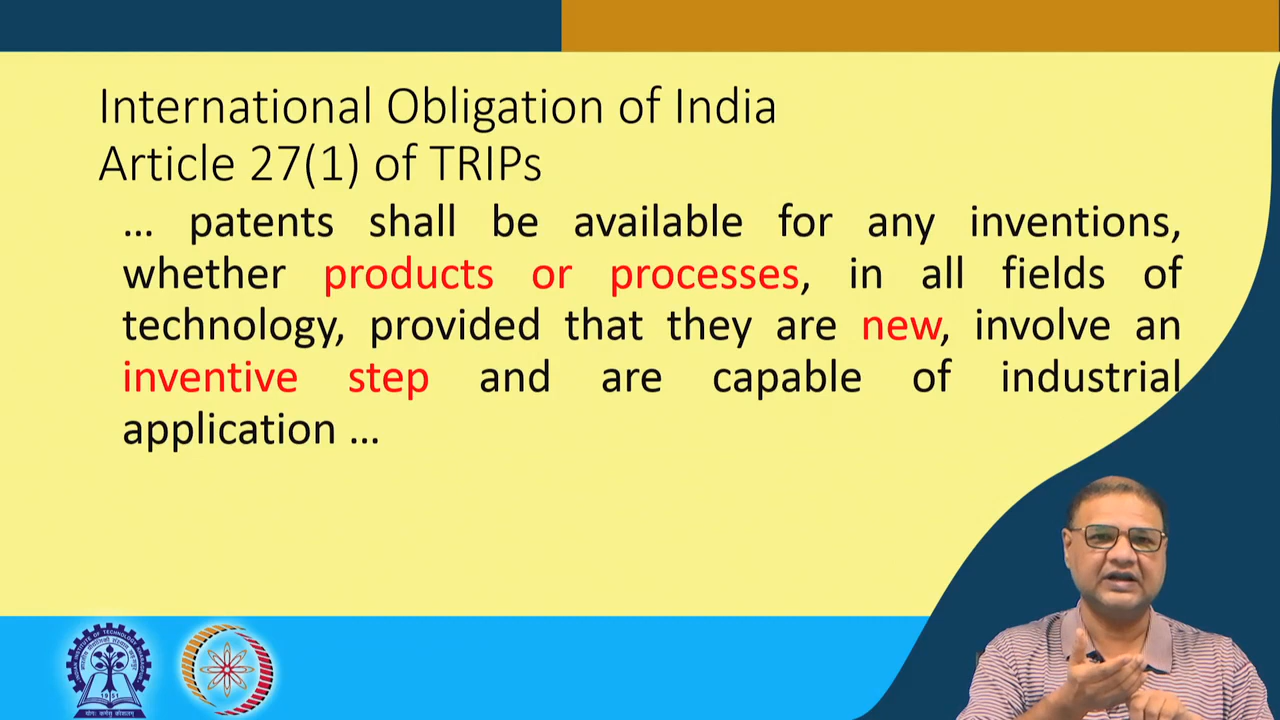 International Obligation of India
Article 27(1) of TRIPs
... patents shall be available for any inventions,
whether products or processes, in all fields of
technology, provided that they are new, involve an
inventive step and are capable of industrial
application ...
1951